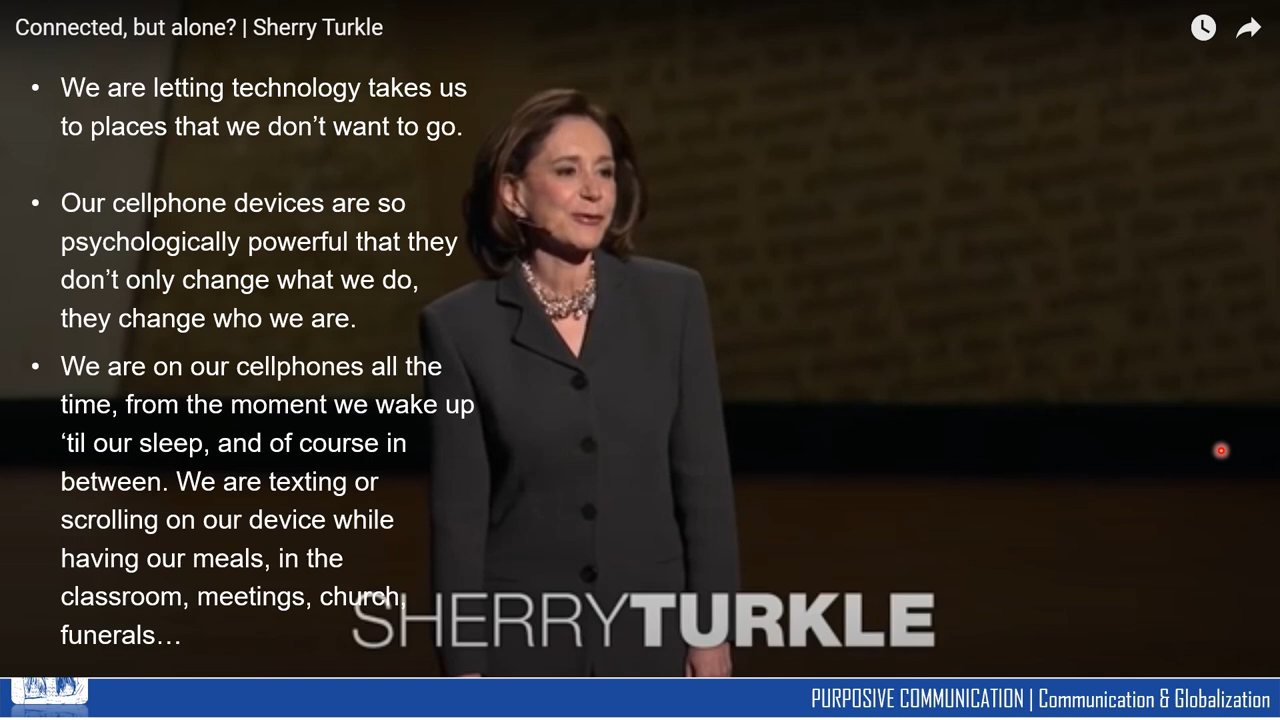 Connected, but alone? | Sherry Turkle
• We are letting technology takes us
to places that we don’t want to go.
• Our cellphone devices are so
psychologically powerful that they
don’t only change what we do,
they change who we are.
• We are on our cellphones all the
time, from the moment we wake up
‘til our sleep, and of course in
between. We are texting or
scrolling on our device while
having our meals, in the
classroom, meetings, church,
funerals…
SHERRYTURKLE
PURPOSIVE COMMUNICATION | Communication & Globalization